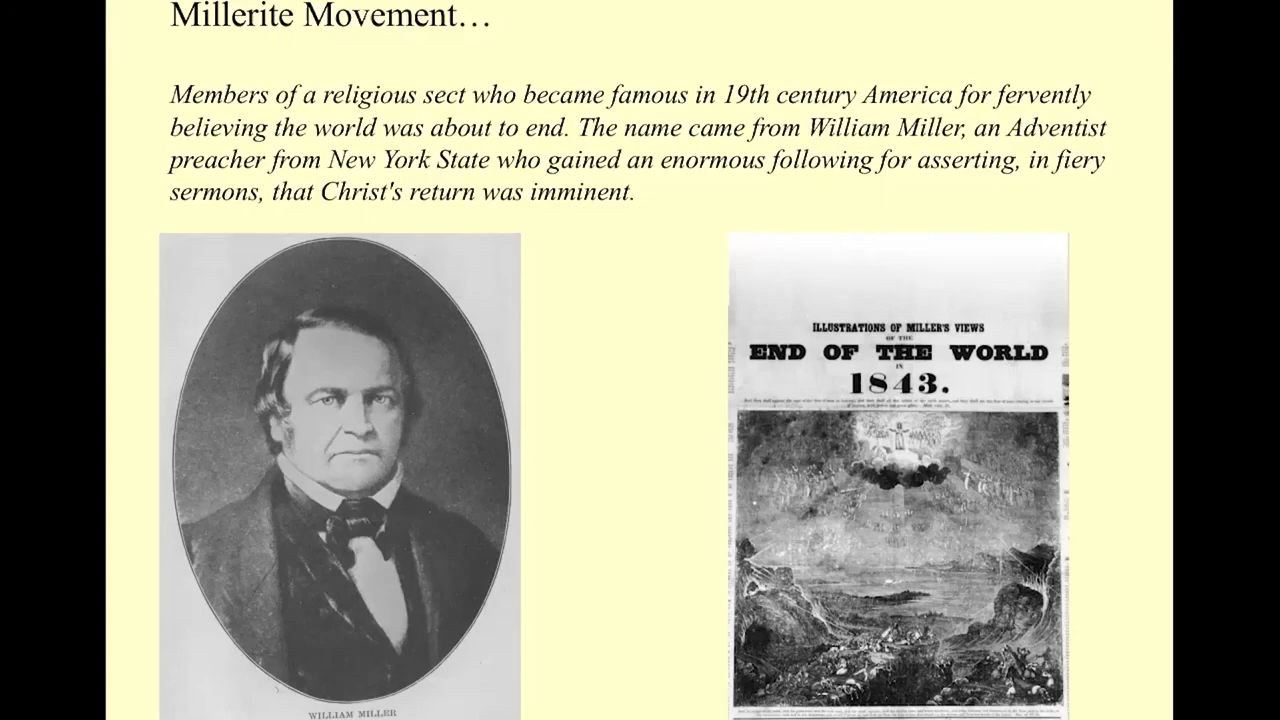 Millerite Movement…
Members of a religious sect who became famous in 19th century America for fervently
believing the world was about to end. The name came from William Miller, an Adventist
preacher from New York State who gained an enormous following for asserting, in fiery
sermons, that Christ's return was imminent.
WILLIAM MILLER
ILLUSTRATIONS OF MILLER'S VIEWS
OF THE
END OF THE WORLD
IN
1843.